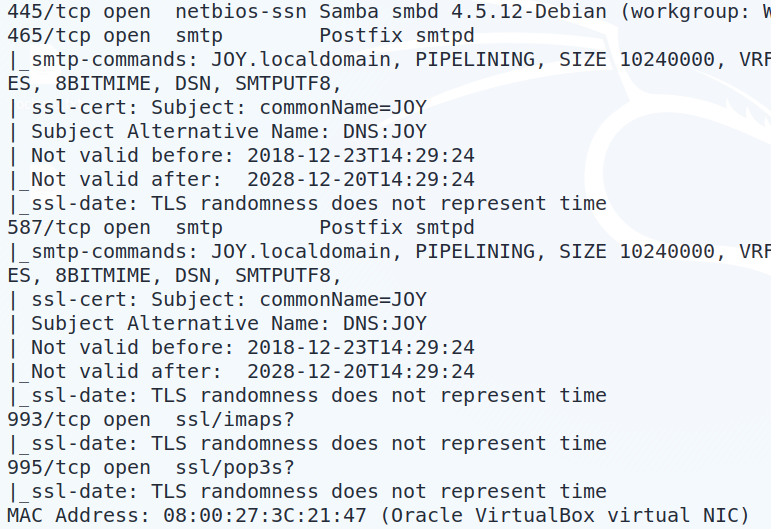 445/tcp open  netbios-ssn Samba smbd 4.5.12-Debian (workgroup:
465/tcp open  smtp        Postfix smtpd
|_smtp-commands: JOY.localdomain, PIPELINING, SIZE 10240000, VRF
ES, 8BITMIME, DSN, SMTPUTF8,
| ssl-cert: Subject: commonName=JOY
| Subject Alternative Name: DNS:JOY
| Not valid before: 2018-12-23T14:29:24
|_Not valid after:  2028-12-20T14:29:24
|_ssl-date: TLS randomness does not represent time
587/tcp open  smtp        Postfix smtpd
|_smtp-commands: JOY.localdomain, PIPELINING, SIZE 10240000, VRF
ES, 8BITMIME, DSN, SMTPUTF8,
| ssl-cert: Subject: commonName=JOY
| Subject Alternative Name: DNS:JOY
| Not valid before: 2018-12-23T14:29:24
|_Not valid after:  2028-12-20T14:29:24
|_ssl-date: TLS randomness does not represent time
993/tcp open  ssl/imaps?
|_ssl-date: TLS randomness does not represent time
995/tcp open  ssl/pop3s?
|_ssl-date: TLS randomness does not represent time
MAC Address: 08:00:27:3C:21:47 (Oracle VirtualBox virtual NIC)